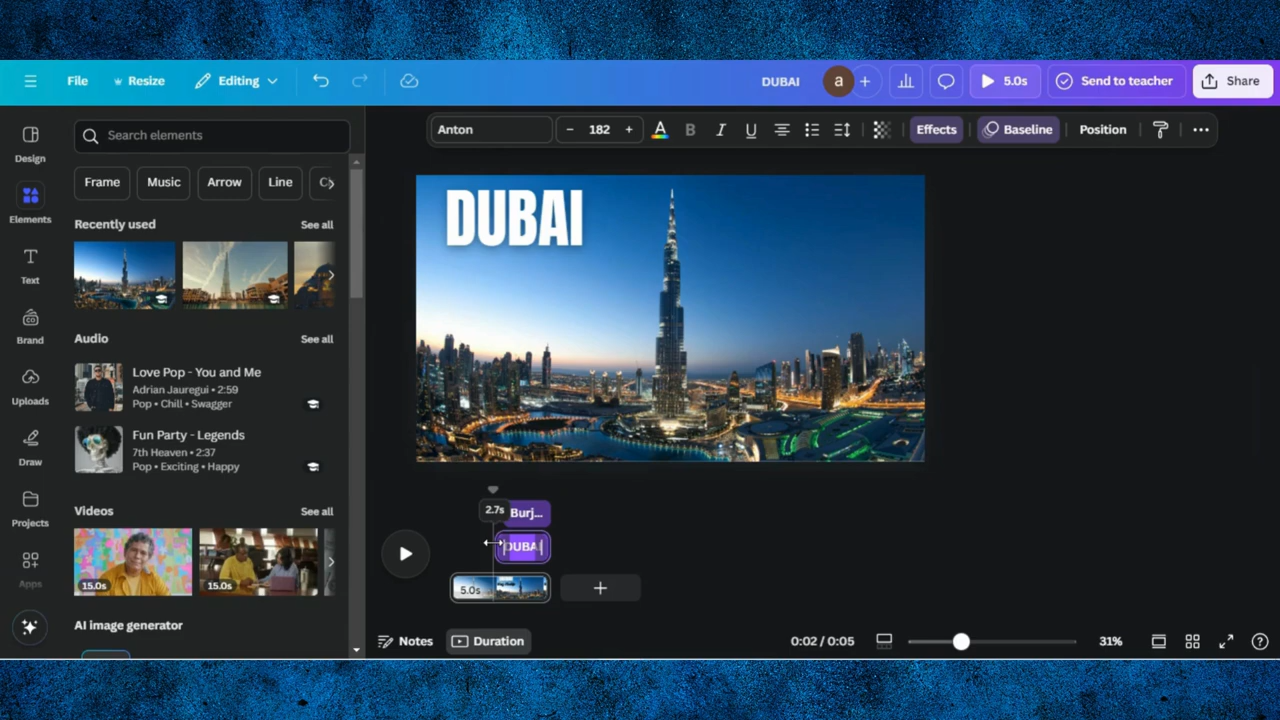 File
Resize
Editing
DUBAI
a
5.0s
Send to teacher
Share
Design
Elements
Text
Brand
Uploads
Draw
Projects
Apps
Search elements
Frame
Music
Arrow
Line
Recently used
See all
Audio
See all
Love Pop - You and Me
Adrian Jauregui • 2:59
Pop • Chill • Swagger
Fun Party - Legends
7th Heaven • 2:37
Pop • Exciting • Happy
Videos
See all
15.0s
15.0s
AI image generator
Anton
– 182 +
A
B
I
U
Effects
Baseline
Position
DUBAI
2.7s
Burj...
DUBAI
5.0s
Notes
Duration
0:02 / 0:05
31%